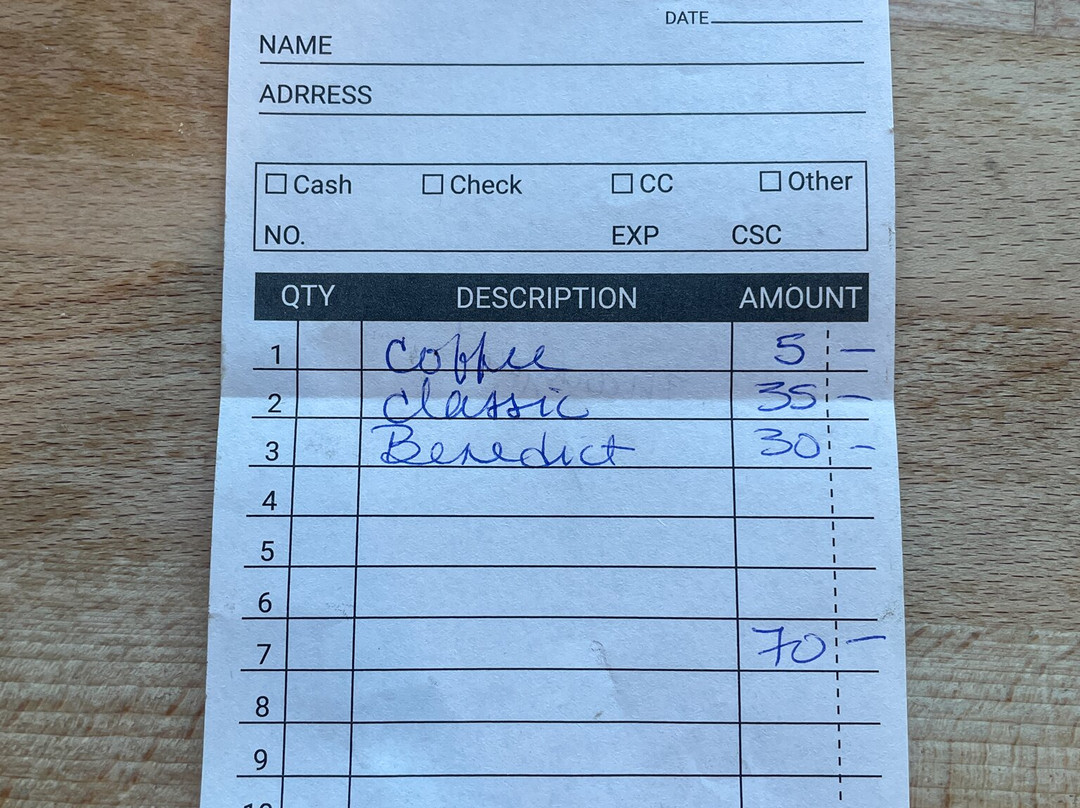 DATE
NAME
ADRRESS
Cash Check CC Other
NO. EXP CSC
QTY DESCRIPTION AMOUNT
1 Coffee 5 —
2 Classic 35 —
3 Benedict 30 —
4
5
6
7 70 —
8
9
10